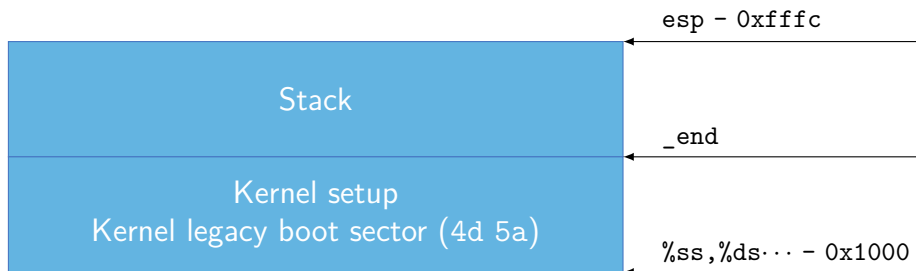 esp - 0xfffc
Stack
_end
Kernel setup
Kernel legacy boot sector (4d 5a)
%ss,%ds··· - 0x1000